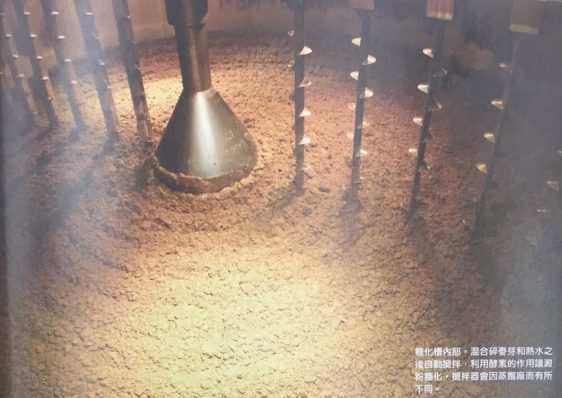 糖化槽內部。混合碎麥芽和熱水之
後自動攪拌，利用酵素的作用讓澱
粉糖化。攪拌器會因蒸餾廠而有所
不同。